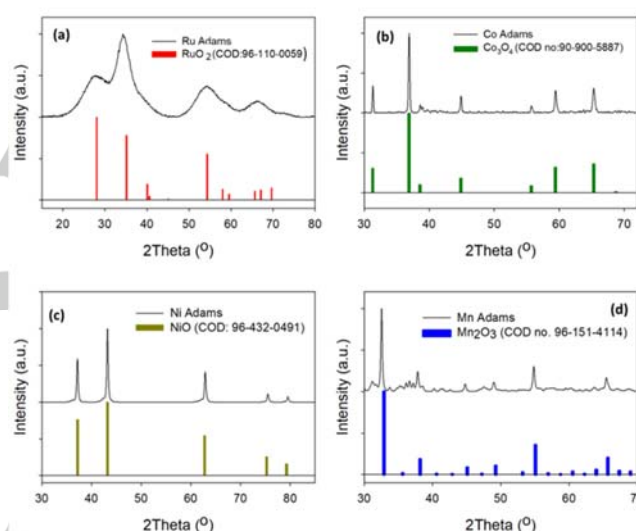 (a)
Ru Adams
RuO2(COD:96-110-0059)
Intensity (a.u.)
20 30 40 50 60 70 80
2Theta (O)
(b)
Co Adams
Co3O4 (COD no:90-900-5887)
Intensity (a.u.)
30 40 50 60 70
2Theta (O)
(c)
Ni Adams
NiO (COD: 96-432-0491)
Intensity (a.u.)
30 40 50 60 70 80
2Theta (O)
(d)
Mn Adams
Mn2O3 (COD no. 96-151-4114)
Intensity (a.u.)
30 40 50 60 70
2Theta (O)